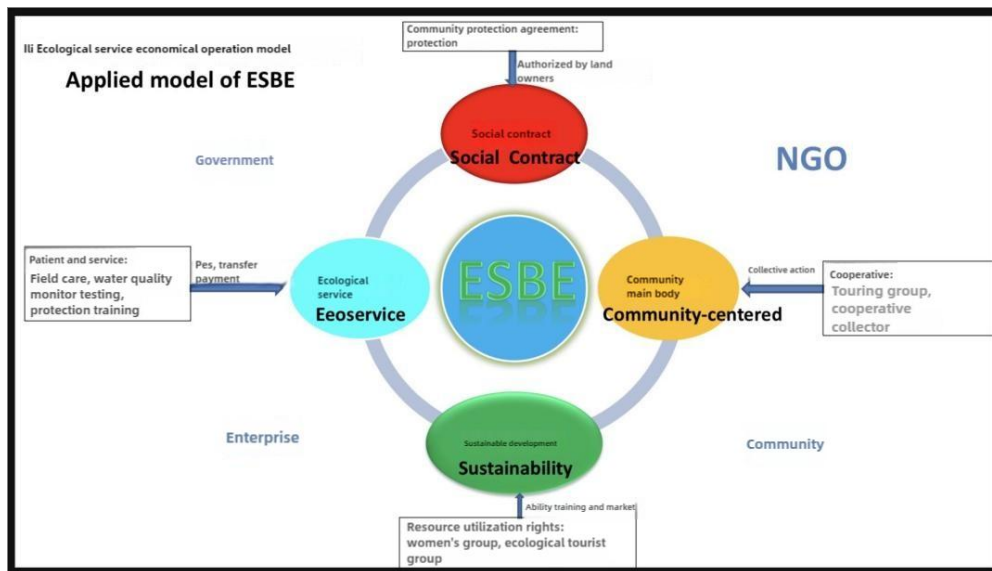 Community protection agreement:
protection
Ili Ecological service economical operation model
Applied model of ESBE
Authorized by land
owners
Social contract
Social Contract
Government
NGO
Patient and service:
Field care, water quality
monitor testing,
protection training
Pes, transfer
payment
Ecological
service
Eeoservice
ESBE
Community
main body
Community-centered
Collective action
Cooperative:
Touring group,
cooperative
collector
Enterprise
Sustainable development
Sustainability
Community
Ability training and market
Resource utilization rights:
women's group, ecological tourist
group